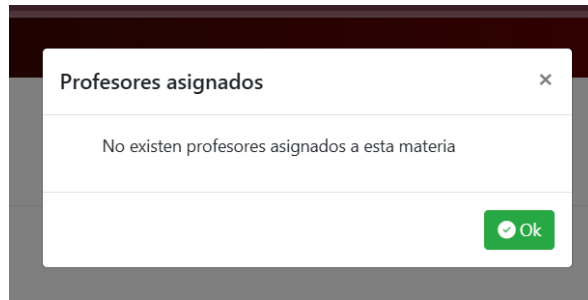 Profesores asignados ×
No existen profesores asignados a esta materia
Ok